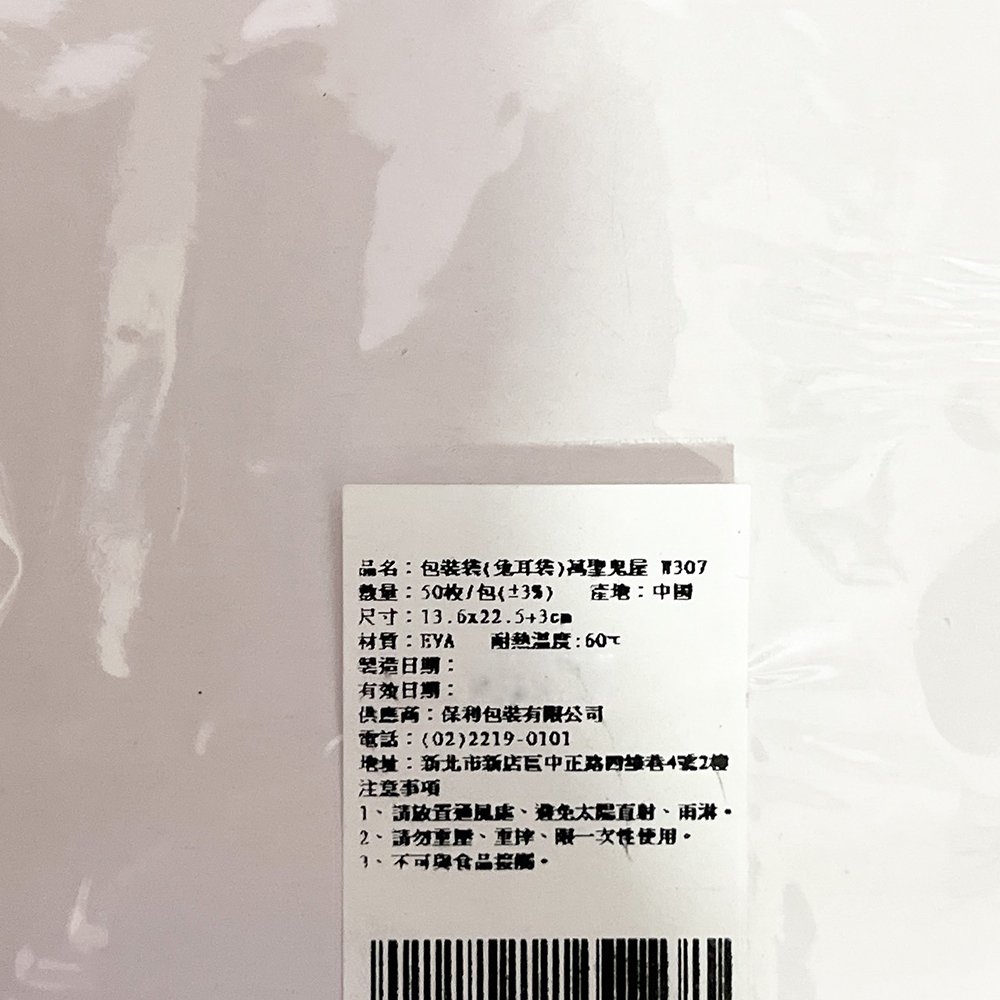 品名：包裝袋(兔耳袋)萬聖鬼屋 W307
數量：50枚/包(±3%) 産地：中國
尺寸：13.6x22.5+3cm
材質：EVA 耐熱溫度:60℃
製造日期：
有效日期：
供應商：保利包裝有限公司
電話：(02)2219-0101
地址：新北市新店區中正路四維巷4號2樓
注意事項
1、請放置通風處、避免太陽直射、雨淋。
2、請勿重壓、重摔、限一次性使用。
3、不可與食品接觸。